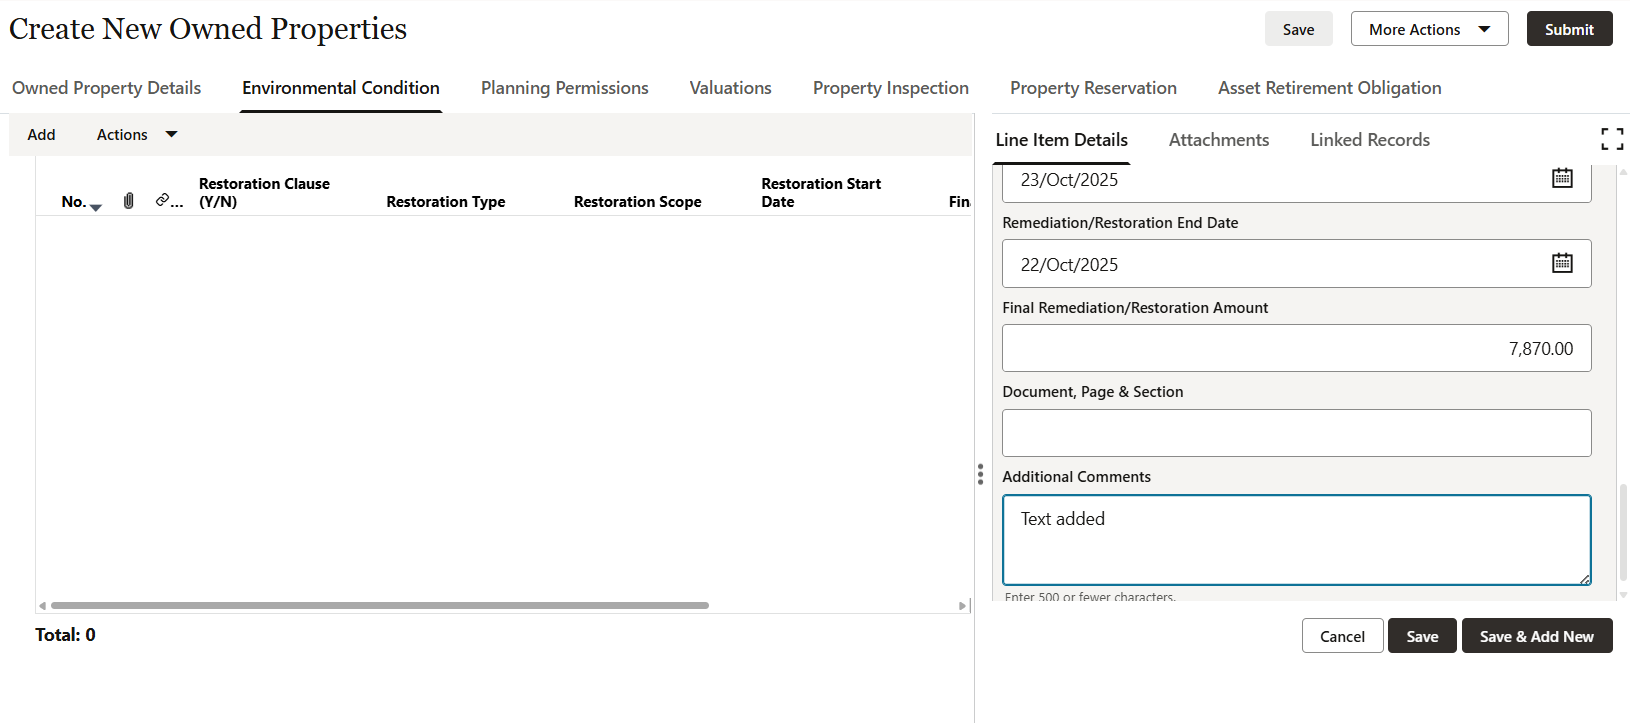 Create New Owned Properties
Save
More Actions
Submit
Owned Property Details
Environmental Condition
Planning Permissions
Valuations
Property Inspection
Property Reservation
Asset Retirement Obligation
Add
Actions
Line Item Details
Attachments
Linked Records
No.
...
Restoration Clause
(Y/N)
Restoration Type
Restoration Scope
Restoration Start
Date
Fin
23/Oct/2025
Remediation/Restoration End Date
22/Oct/2025
Final Remediation/Restoration Amount
7,870.00
Document, Page & Section
Additional Comments
Text added
Enter 500 or fewer characters.
Total: 0
Cancel
Save
Save & Add New